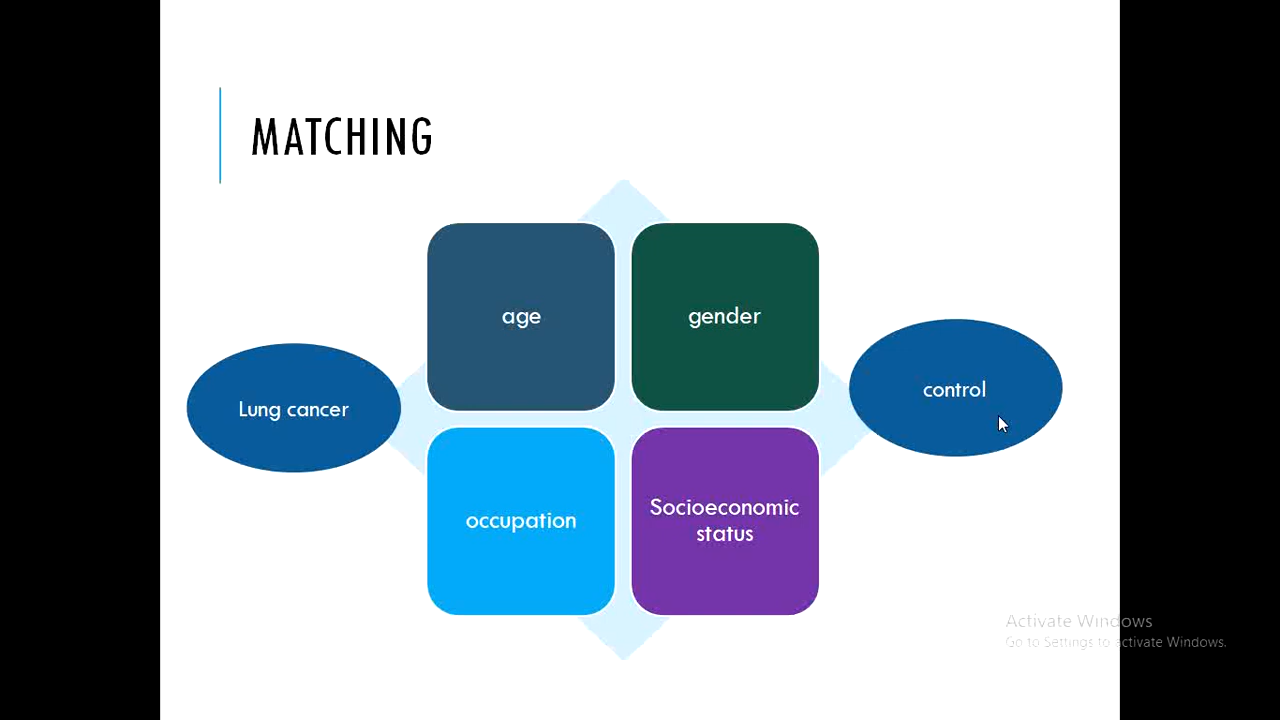 MATCHING
age
gender
Lung cancer
control
occupation
Socioeconomic
status
Activate Windows
Go to Settings to activate Windows.